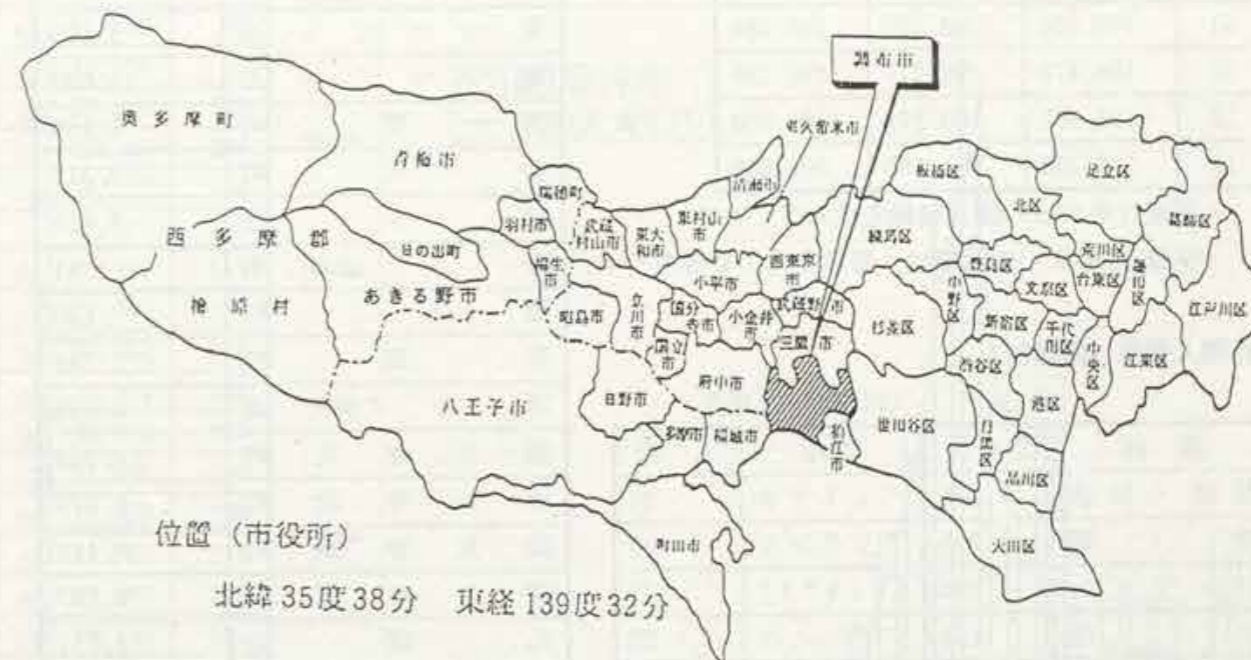 調布市
奥多摩町
青梅市
東久留米市
清瀬市
瑞穂町
羽村市
武蔵
村山市
東大
和市
東村山
市
板橋区
足立区
北区
葛飾区
西多摩郡
日の出町
福生
市
練馬区
豊島区
荒川区
台東区
墨田区
文京区
小平市
西東京
市
あきる野市
檜原村
昭島市
立川市
国分
寺市
国立市
小金井
市
武蔵野市
三鷹市
杉並区
中野区
新宿区
千代
田区
中央区
江東区
江戸川区
渋谷区
港区
八王子市
日野市
府中市
多摩市
稲城市
狛江市
世田谷区
目黒区
品川区
大田区
町田市
位置（市役所）
北緯35度38分　東経139度32分